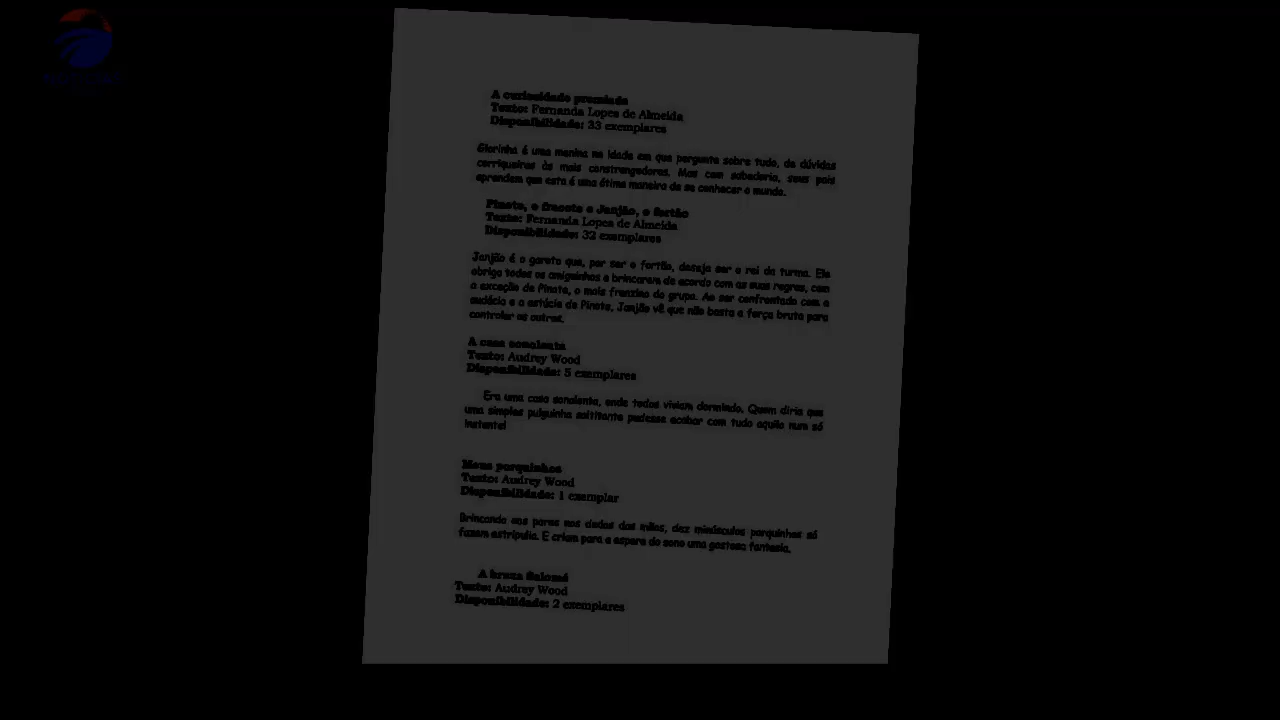 A curiosidade premiada
Texto: Fernanda Lopes de Almeida
Disponibilidade: 33 exemplares
Glorinha é uma menina na idade em que pergunta sobre tudo, de dúvidas
corriqueiras às mais constrangedoras. Mas com sabedoria, seus pais
aprendem que esta é uma ótima maneira de se conhecer o mundo.
Pinote, o fracote e Janjão, o fortão
Texto: Fernanda Lopes de Almeida
Disponibilidade: 32 exemplares
Janjão é o garoto que, por ser o fortão, deseja ser o rei da turma. Ele
obriga todos os amiguinhos a brincarem de acordo com as suas regras, com
a exceção de Pinote, o mais franzino do grupo. Ao ser confrontado com a
audácia e a astúcia de Pinote, Janjão vê que não basta a força bruta para
controlar os outros.
A casa sonolenta
Texto: Audrey Wood
Disponibilidade: 5 exemplares
Era uma casa sonolenta, onde todos viviam dormindo. Quem diria que
uma simples pulguinha saltitante pudesse acabar com tudo aquilo num só
instante!
Meus porquinhos
Texto: Audrey Wood
Disponibilidade: 1 exemplar
Brincando aos pares nos dedos das mãos, dez minúsculos porquinhos só
fazem estripulia. E criam para a espera do sono uma gostosa fantasia.
A bruxa Salomé
Texto: Audrey Wood
Disponibilidade: 2 exemplares